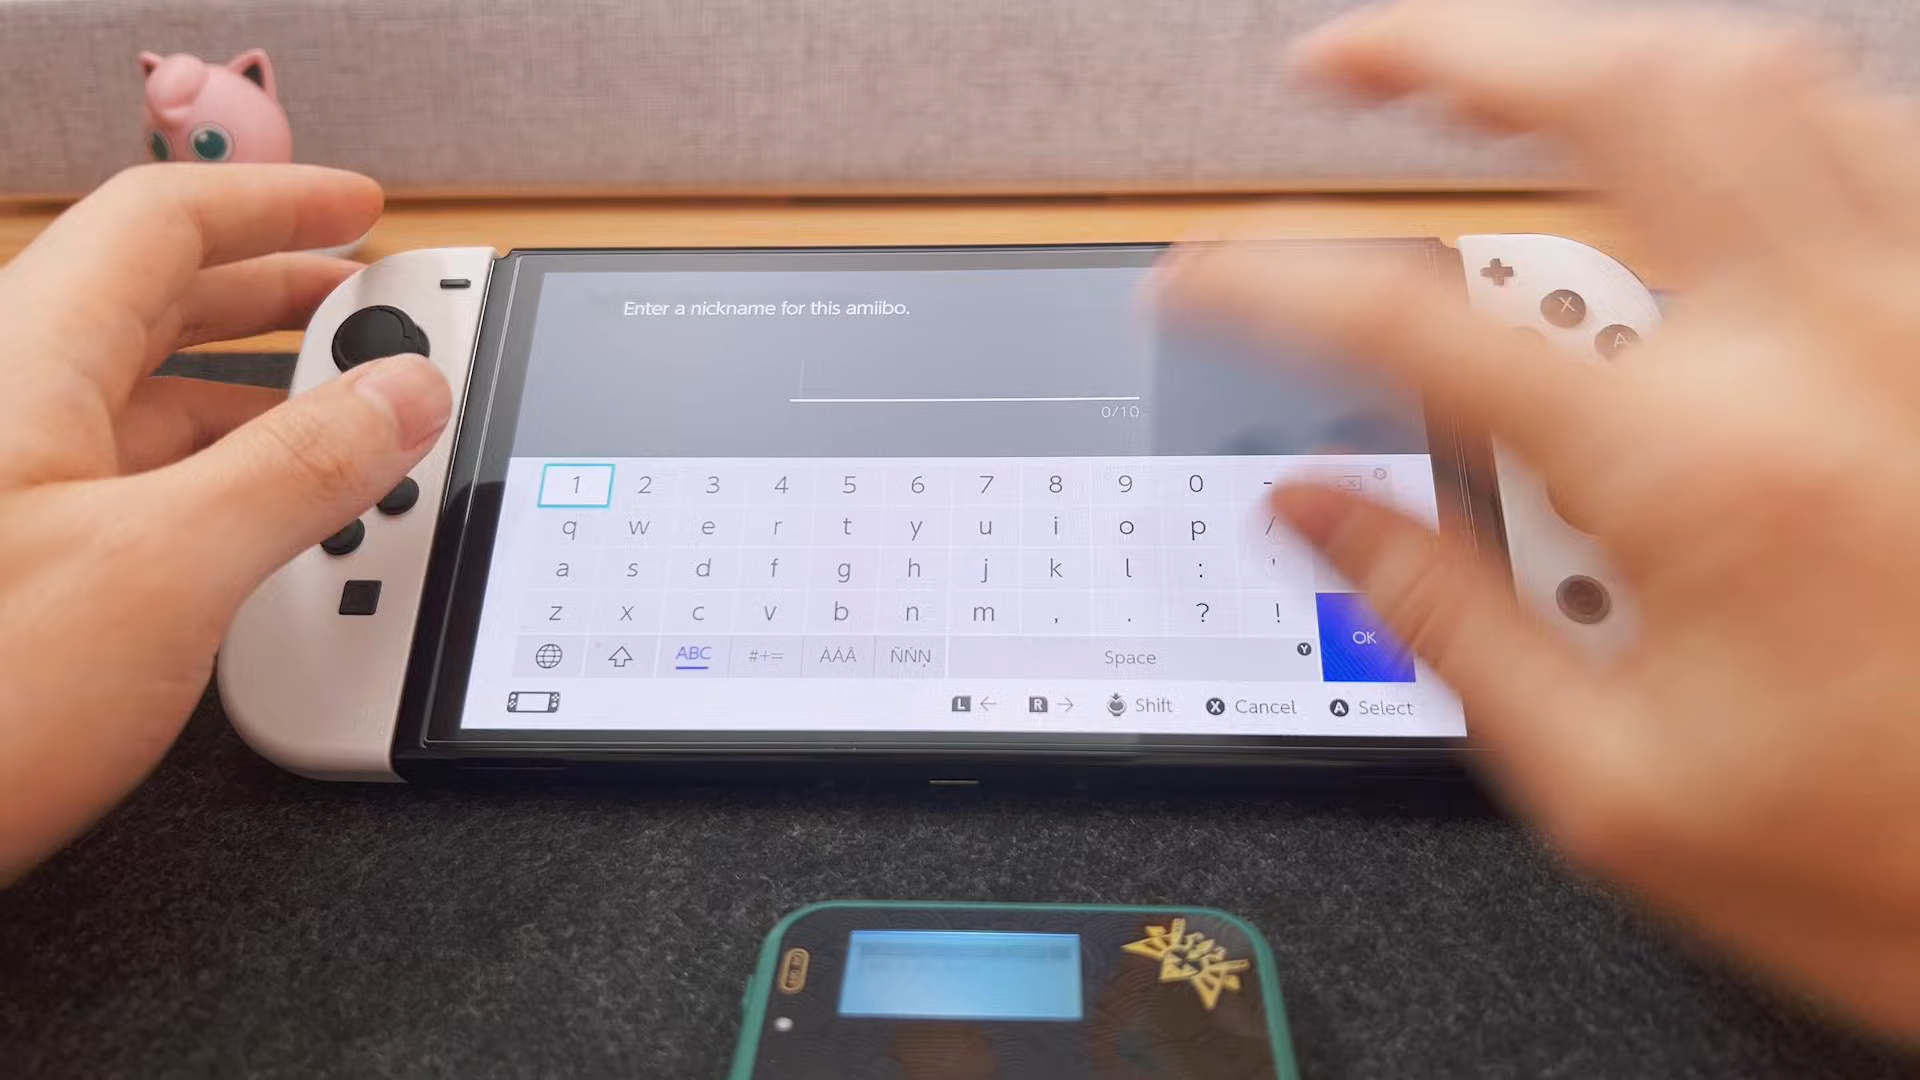 X
A
Enter a nickname for this amiibo.
0/10
1 2 3 4 5 6 7 8 9 0 -
q w e r t y u i o p /
a s d f g h j k l : '
z x c v b n m , . ? !
ABC #+= ÀÁÂ ÑŃŅ Space Y OK
L ← R → Shift X Cancel A Select